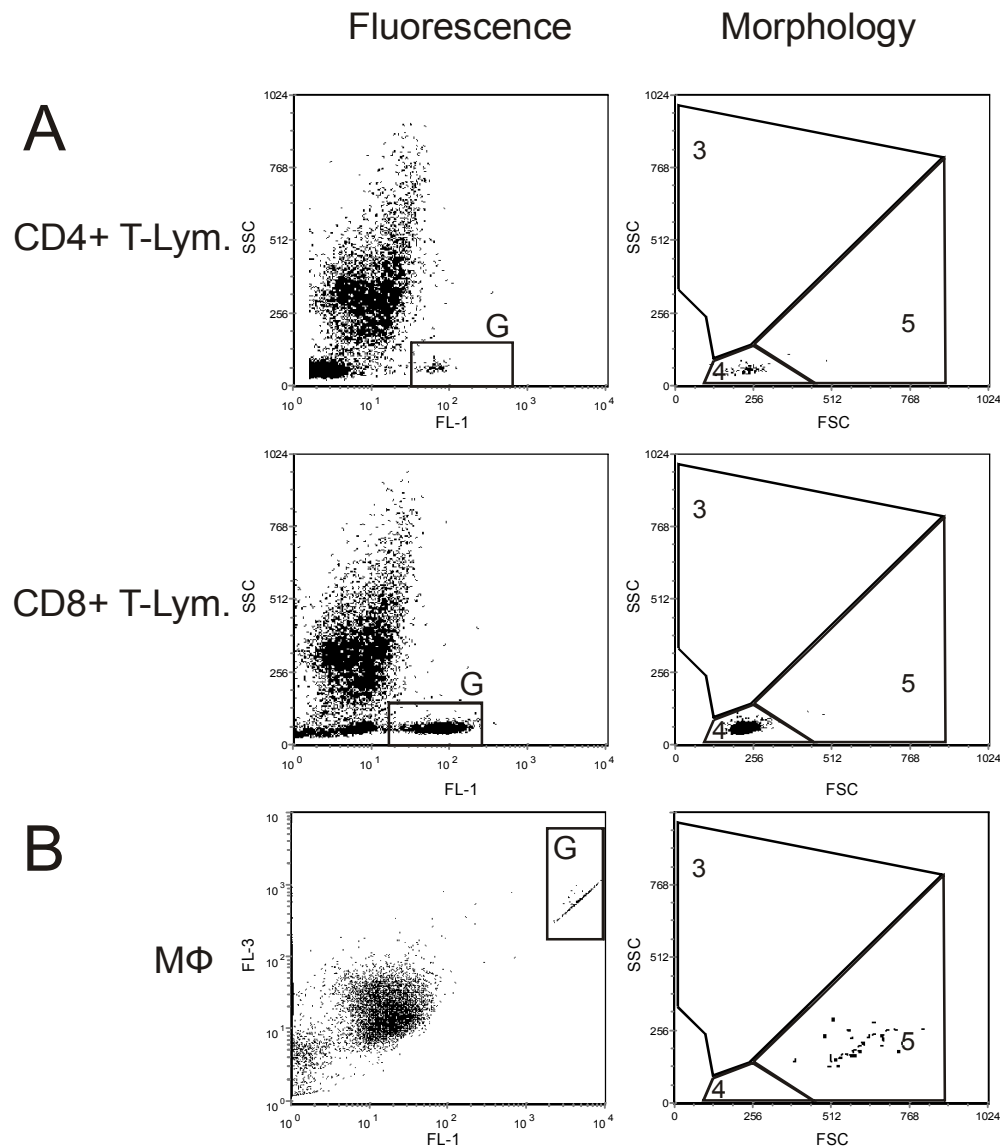 Fluorescence Morphology
A
CD4+ T-Lym.
SSC
1024
768
512
256
0
G
10^0 10^1 10^2 10^3 10^4
FL-1
SSC
1024
768
512
256
0
3
5
4
0 256 512 768 1024
FSC
CD8+ T-Lym.
SSC
1024
768
512
256
0
G
10^0 10^1 10^2 10^3 10^4
FL-1
SSC
1024
768
512
256
0
3
5
4
0 256 512 768 1024
FSC
B
MΦ
FL-3
10
10^3
10^2
10^1
10^0
G
10^0 10^1 10^2 10^3 10^4
FL-1
SSC
768
512
256
0
3
5
4
0 256 512 768 1024
FSC